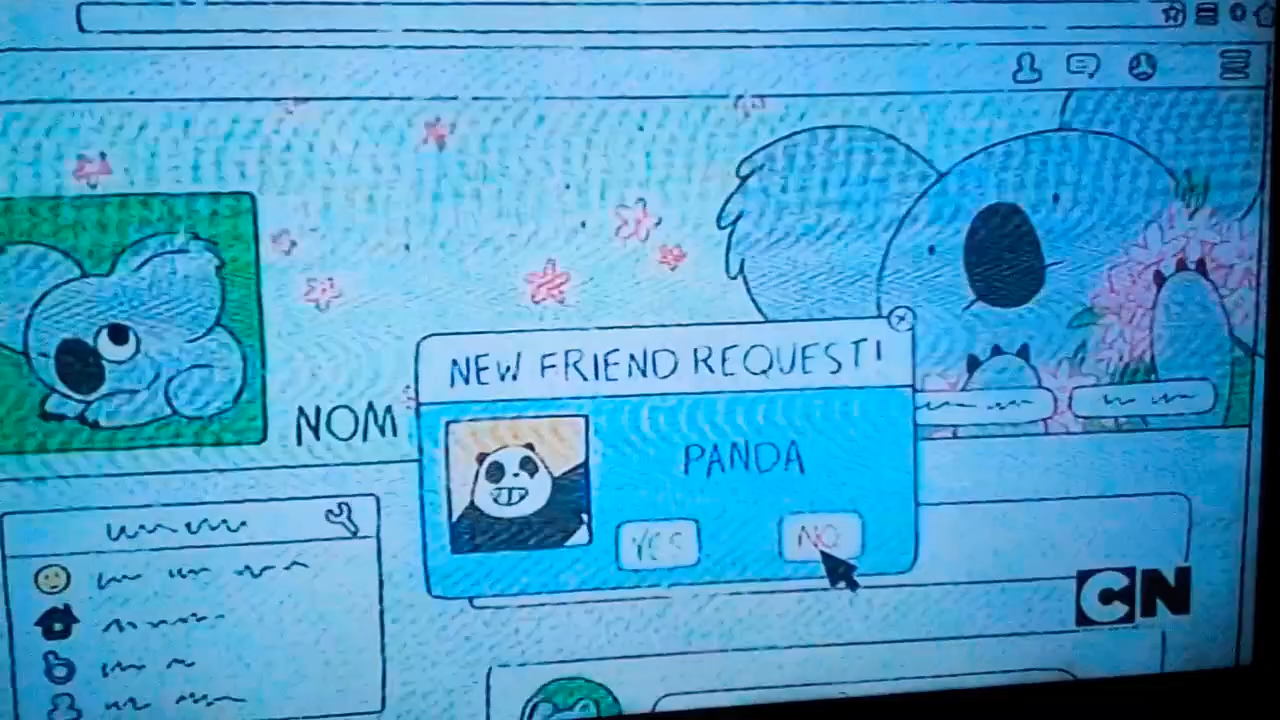 NOM
NEW FRIEND REQUEST!
PANDA
YES
NO
CN